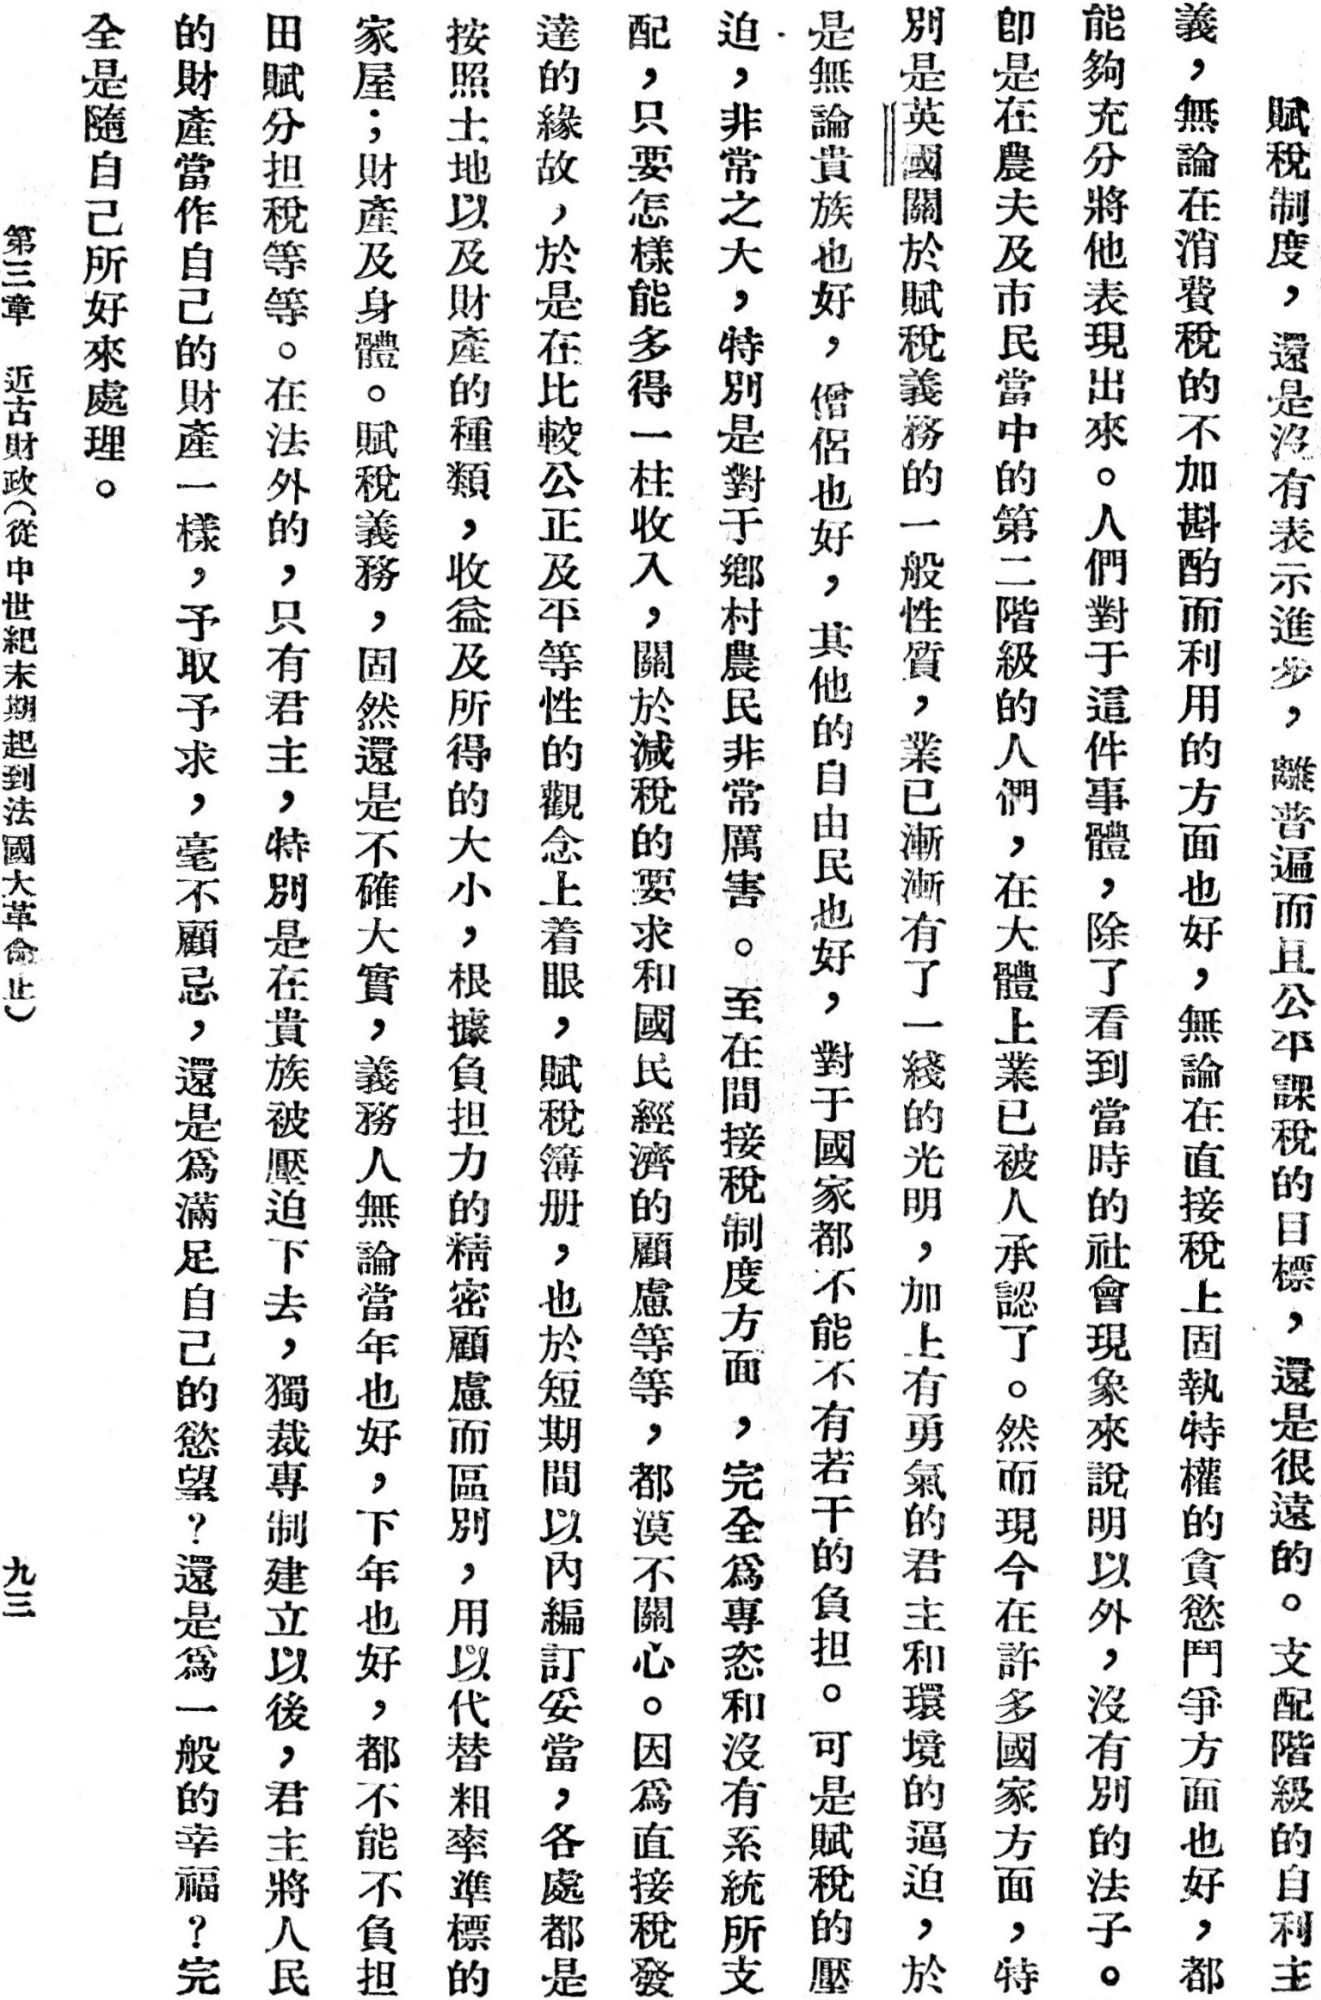 賦稅制度，還是沒有表示進步，離普遍而且公平課稅的目標，還是很遠的。支配階級的自利主
義，無論在消費稅的不加斟酌而利用的方面也好，無論在直接稅上固執特權的貪慾鬥爭方面也好，都
能夠充分將他表現出來。人們對于這件事體，除了看到當時的社會現象來說明以外，沒有別的法子。
卽是在農夫及市民當中的第二階級的人們，在大體上業已被人承認了。然而現今在許多國家方面，特
別是英國關於賦稅義務的一般性質，業已漸漸有了一綫的光明，加上有勇氣的君主和環境的逼迫，於
是無論貴族也好，僧侶也好，其他的自由民也好，對于國家都不能不有若干的負担。可是賦稅的壓
迫，非常之大，特別是對于鄉村農民非常厲害。至在間接稅制度方面，完全爲專恣和沒有系統所支
配，只要怎樣能多得一柱收入，關於減稅的要求和國民經濟的顧慮等等，都漠不關心。因爲直接稅發
達的緣故，於是在比較公正及平等性的觀念上着眼，賦稅簿册，也於短期間以內編訂妥當，各處都是
按照土地以及財產的種類，收益及所得的大小，根據負担力的精密顧慮而區別，用以代替粗率準標的
家屋；財產及身體。賦稅義務，固然還是不確大實，義務人無論當年也好，下年也好，都不能不負担
田賦分担稅等等。在法外的，只有君主，特別是在貴族被壓迫下去，獨裁專制建立以後，君主將人民
的財產當作自己的財產一樣，予取予求，毫不顧忌，還是爲滿足自己的慾望？還是爲一般的幸福？完
全是隨自己所好來處理。
第三章　近古財政（從中世紀末期起到法國大革命止）　九三